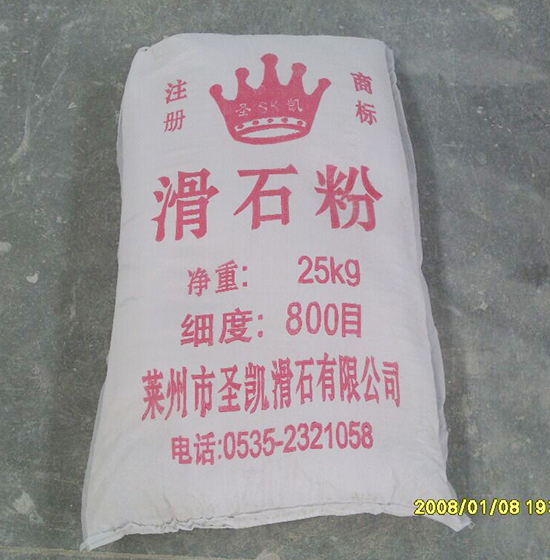 注册 商标
圣SK凯
滑石粉
净重: 25kg
细度: 800目
莱州市圣凯滑石有限公司
电话:0535-2321058
2008/01/08 19:3